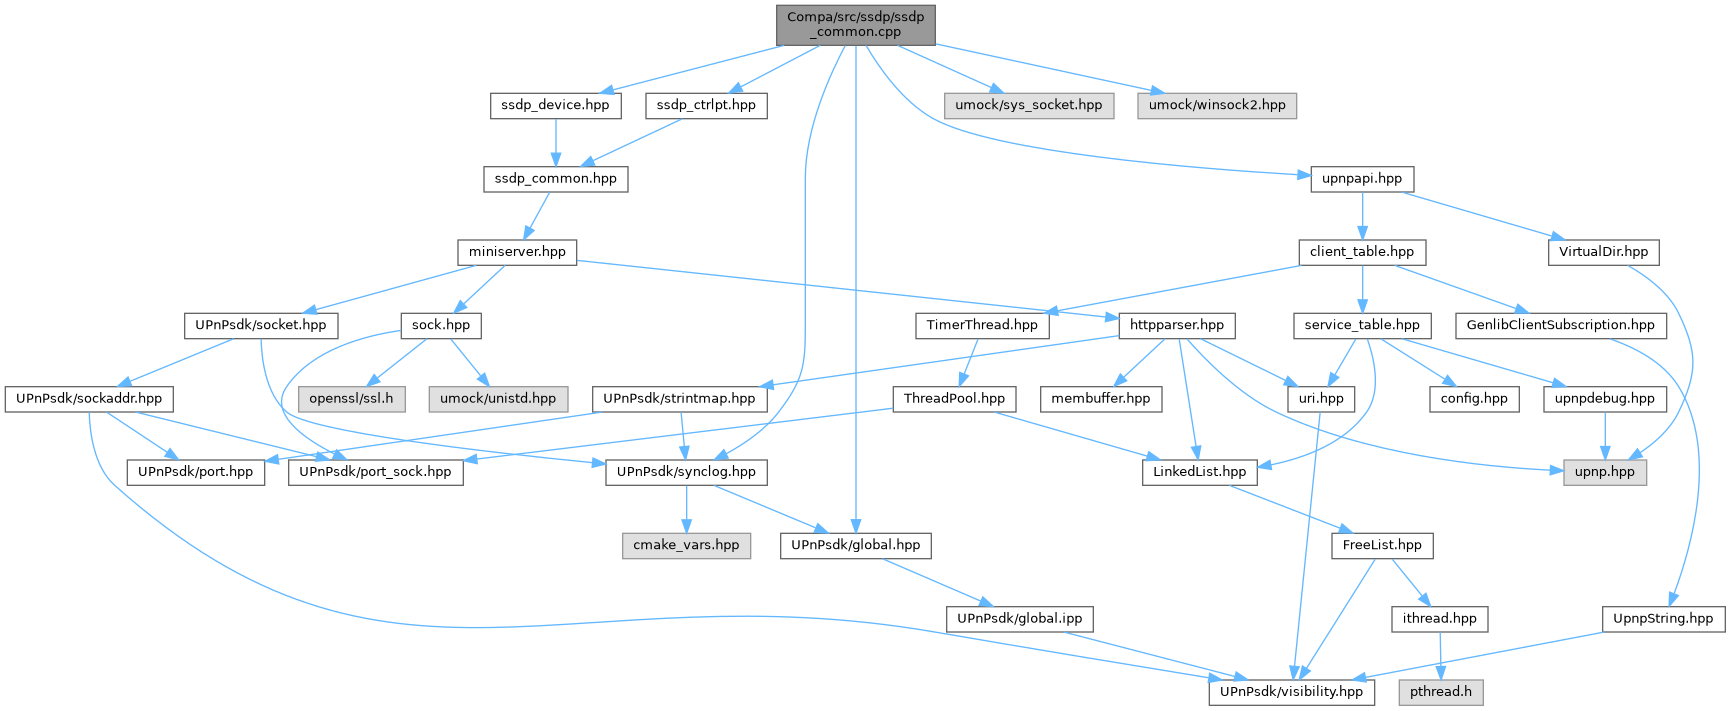 Compa/src/ssdp/ssdp
_common.cpp
ssdp_device.hpp
ssdp_ctrlpt.hpp
umock/sys_socket.hpp
umock/winsock2.hpp
ssdp_common.hpp
upnpapi.hpp
miniserver.hpp
client_table.hpp
VirtualDir.hpp
UPnPsdk/socket.hpp
sock.hpp
TimerThread.hpp
httpparser.hpp
service_table.hpp
GenlibClientSubscription.hpp
UPnPsdk/sockaddr.hpp
openssl/ssl.h
umock/unistd.hpp
UPnPsdk/strintmap.hpp
ThreadPool.hpp
membuffer.hpp
uri.hpp
config.hpp
upnpdebug.hpp
UPnPsdk/port.hpp
UPnPsdk/port_sock.hpp
UPnPsdk/synclog.hpp
LinkedList.hpp
upnp.hpp
cmake_vars.hpp
UPnPsdk/global.hpp
FreeList.hpp
UPnPsdk/global.ipp
ithread.hpp
UpnpString.hpp
UPnPsdk/visibility.hpp
pthread.h